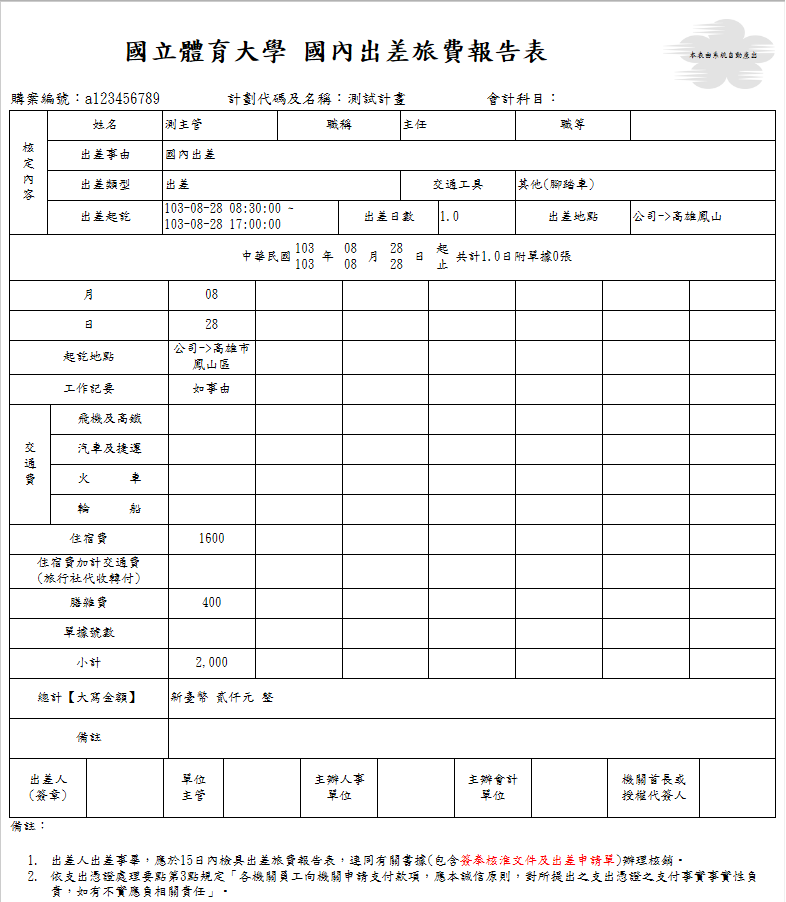 國立體育大學 國內出差旅費報告表
本表由系統自動產出
購案編號：a123456789 計劃代碼及名稱：測試計畫 會計科目：
核定內容
姓名 測主管 職稱 主任 職等
出差事由 國內出差
出差類型 出差 交通工具 其他(腳踏車)
出差起訖 103-08-28 08:30:00 ~
103-08-28 17:00:00
出差日數 1.0 出差地點 公司->高雄鳳山
中華民國 103 年 08 月 28 日 起 共計1.0日附單據0張
103 08 28 止
月 08
日 28
起訖地點 公司->高雄市
鳳山區
工作記要 如事由
交通費
飛機及高鐵
汽車及捷運
火 車
輪 船
住宿費 1600
住宿費加計交通費
(旅行社代收轉付)
膳雜費 400
單據號數
小計 2,000
總計【大寫金額】 新臺幣 貳仟元 整
備註
出差人 單位 主辦人事 主辦會計 機關首長或
(簽章) 主管 單位 單位 授權代簽人
備註：
1. 出差人出差事畢，應於15日內檢具出差旅費報告表，連同有關書據(包含簽奉核准文件及出差申請單)辦理核銷。
2. 依支出憑證處理要點第3點規定「各機關員工向機關申請支付款項，應本誠信原則，對所提出之支出憑證之支付事實真實性負
責，如有不實應負相關責任」。